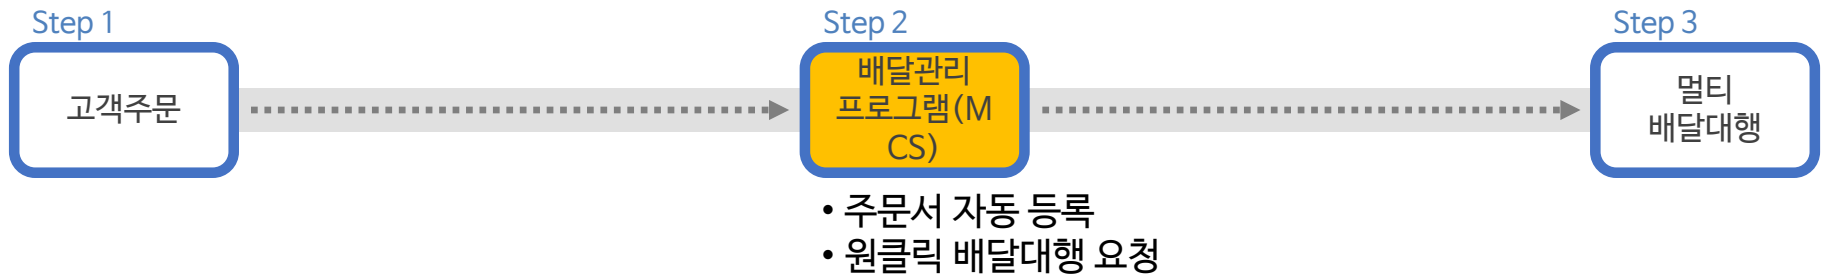 Step 1
Step 2
Step 3
고객주문
배달관리
프로그램(M
CS)
멀티
배달대행
• 주문서 자동 등록
• 원클릭 배달대행 요청